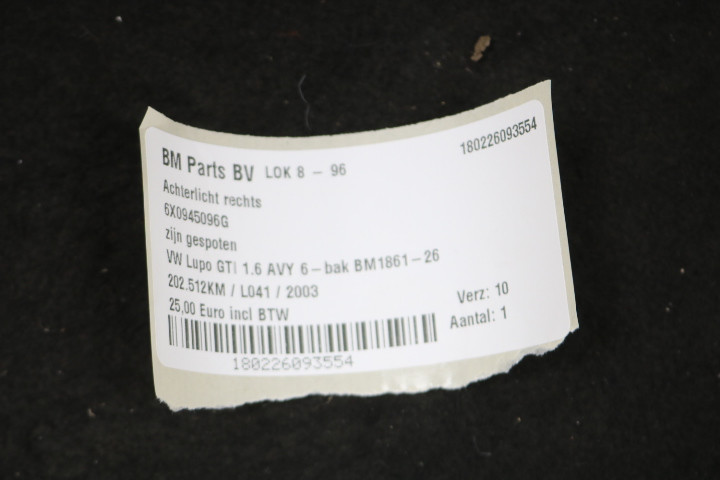 BM Parts BV LOK 8 - 96
180226093554
Achterlicht rechts
6X0945096G
zijn gespoten
VW Lupo GTI 1.6 AVY 6-bak BM1861-26
202.512KM / L041 / 2003
25,00 Euro incl BTW
Verz: 10
Aantal: 1
180226093554